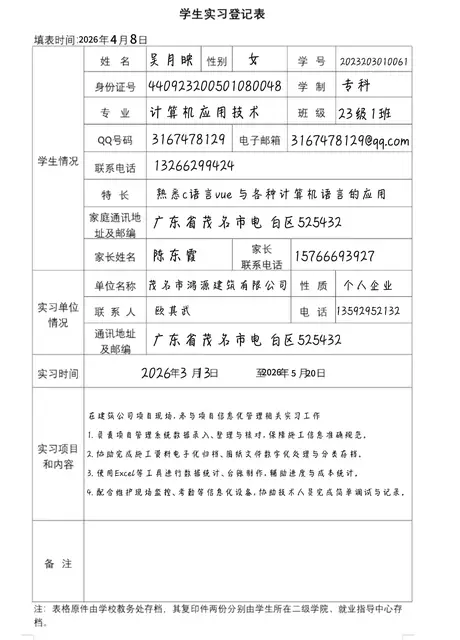 学生实习登记表
填表时间:2026年4月8日
姓 名 吴月映 性别 女 学 号 2023203010061
身份证号 440923200501080048 学 制 专科
专 业 计算机应用技术 班 级 23级1班
QQ号码 3167478129 电子邮箱 3167478129@qq.com
学生情况
联系电话 13266299424
特 长 熟悉c语言vue 与各种计算机语言的应用
家庭通讯地址及邮编 广东省茂名市电 白区525432
家长姓名 陈东霞 家长联系电话 15766693927
实习单位情况
单位名称 茂名市鸿源建筑有限公司 性 质 个人企业
联 系 人 欧其武 电 话 13592952132
通讯地址及邮编 广东省茂名市电 白区525432
实习时间 2026年3月13日 至2026年5月20日
实习项目和内容
在建筑公司项目现场,参与项目信息化管理相关实习工作
1.负责项目管理系统数据录入、整理与核对,保障施工信息准确规范。
2.协助完成施工资料电子化归档、图纸文件数字化处理与分类存档。
3.使用Excel等工具进行数据统计、台账制作,辅助进度与成本统计。
4.配合维护现场监控、考勤等信息化设备,协助技术人员完成简单调试与记录。
备 注
注:表格原件由学校教务处存档,其复印件两份分别由学生所在二级学院、就业指导中心存
档。